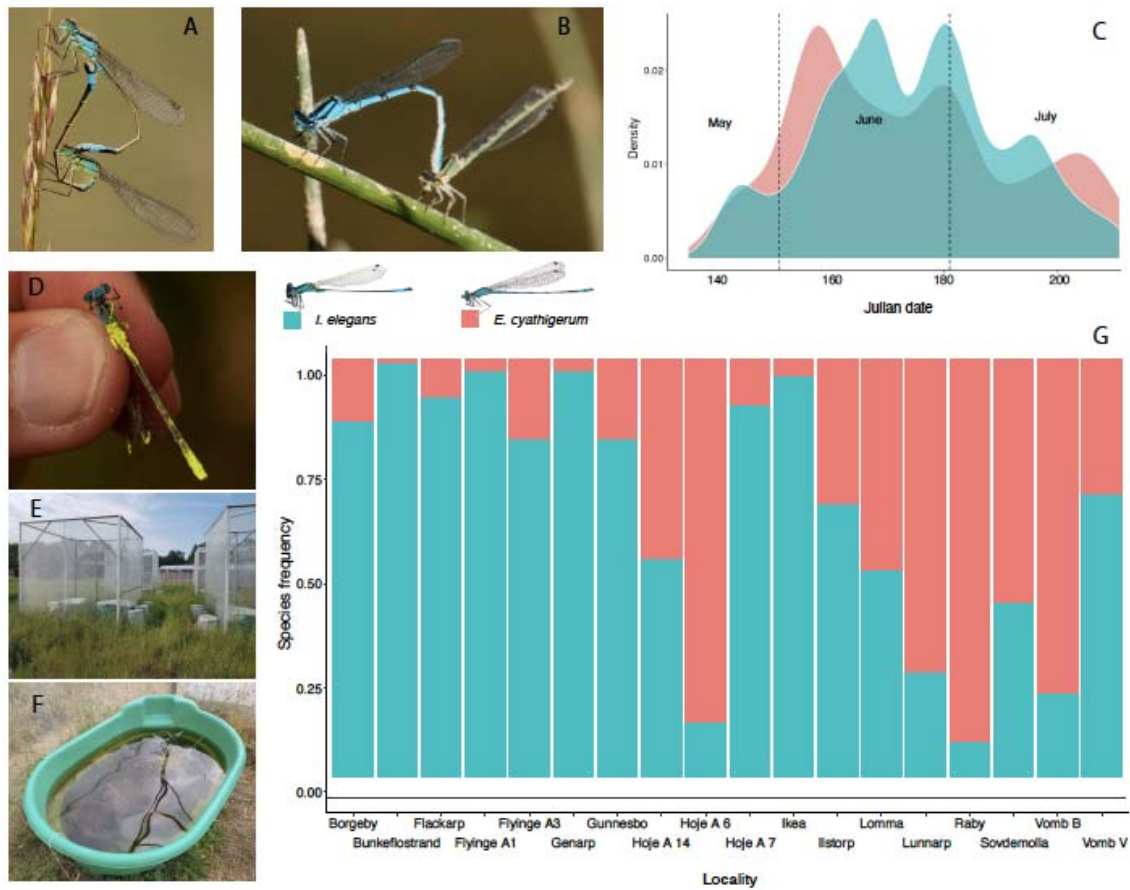 A
B
C
0.02
0.01
0.00
Density
May
June
July
140
160
180
200
Julian date
D
I. elegans
E. cyathigerum
E
F
G
1.00
0.75
0.50
0.25
0.00
Species frequency
Borgeby
Flackarp
Flyinge A3
Gunnesbo
Hoje A 6
Ikea
Lomma
Raby
Vomb B
Bunkeflostrand
Flyinge A1
Genarp
Hoje A 14
Hoje A 7
Ilstorp
Lunnarp
Sovdemolla
Vomb V
Locality